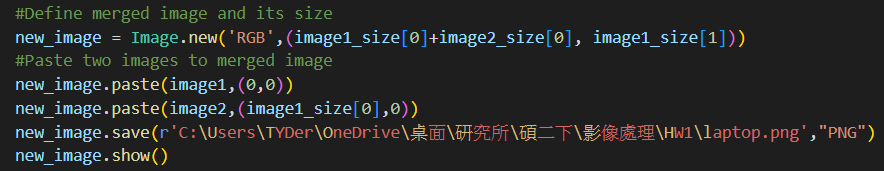 #Define merged image and its size
new_image = Image.new('RGB',(image1_size[0]+image2_size[0], image1_size[1]))
#Paste two images to merged image
new_image.paste(image1,(0,0))
new_image.paste(image2,(image1_size[0],0))
new_image.save(r'C:\Users\TYDer\OneDrive\桌面\研究所\碩二下\影像處理\HW1\laptop.png',"PNG")
new_image.show()